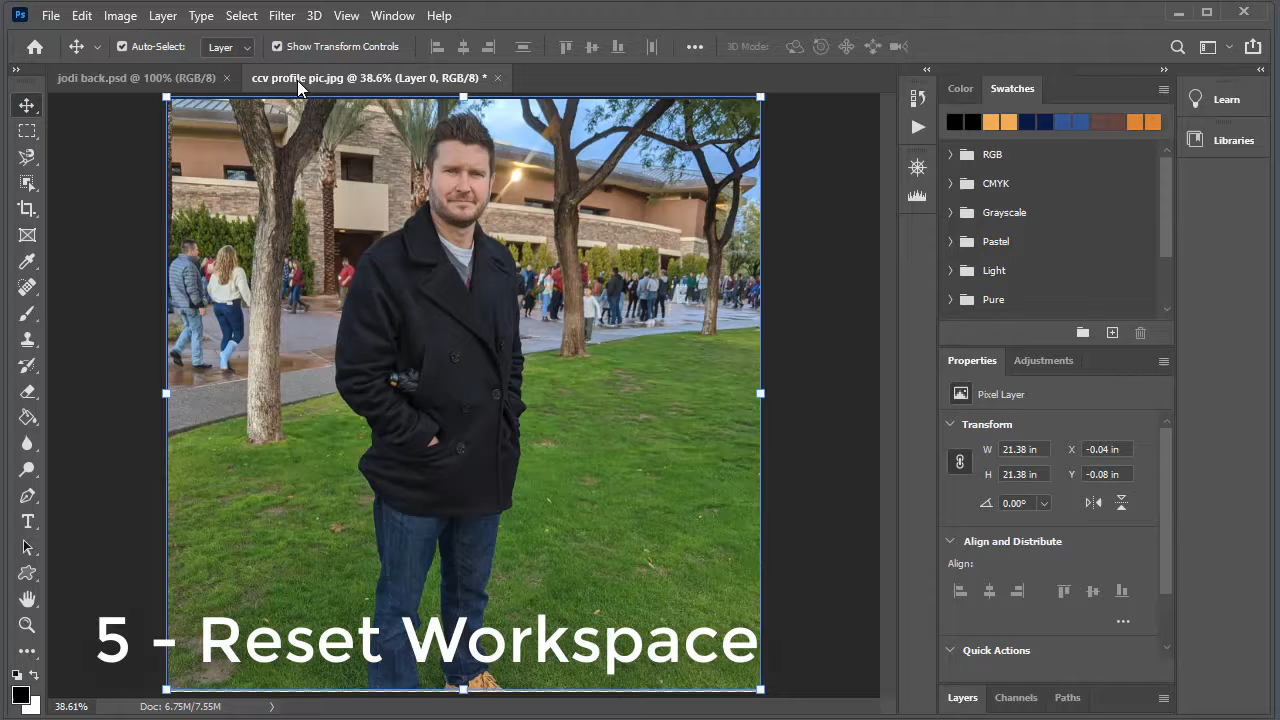 Ps File Edit Image Layer Type Select Filter 3D View Window Help
Auto-Select: Layer Show Transform Controls 3D Mode:
jodi back.psd @ 100% (RGB/8) × ccv profile pic.jpg @ 38.6% (Layer 0, RGB/8) * ×
Color Swatches
Learn
Libraries
RGB
CMYK
Grayscale
Pastel
Light
Pure
Properties Adjustments
Pixel Layer
Transform
W 21.38 in X -0.04 in
H 21.38 in Y -0.08 in
0.00°
Align and Distribute
Align:
Quick Actions
Layers Channels Paths
5 - Reset Workspace
38.61% Doc: 6.75M/7.55M